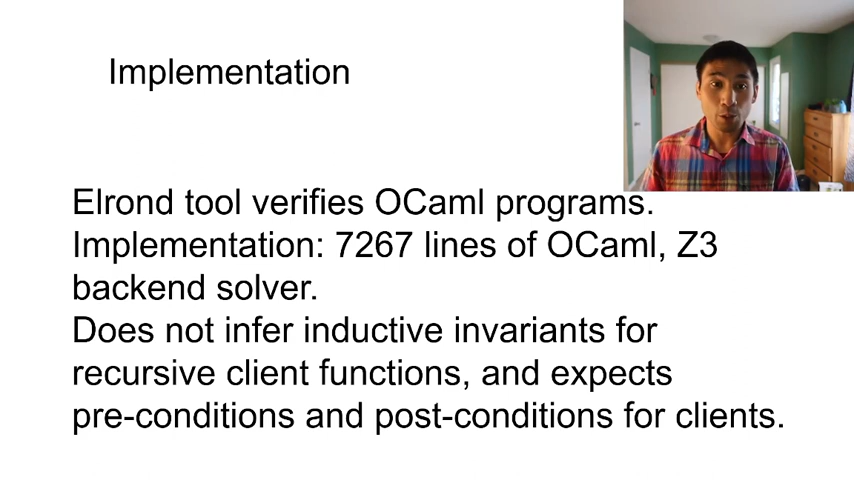 Implementation
Elrond tool verifies OCaml programs.
Implementation: 7267 lines of OCaml, Z3
backend solver.
Does not infer inductive invariants for
recursive client functions, and expects
pre-conditions and post-conditions for clients.